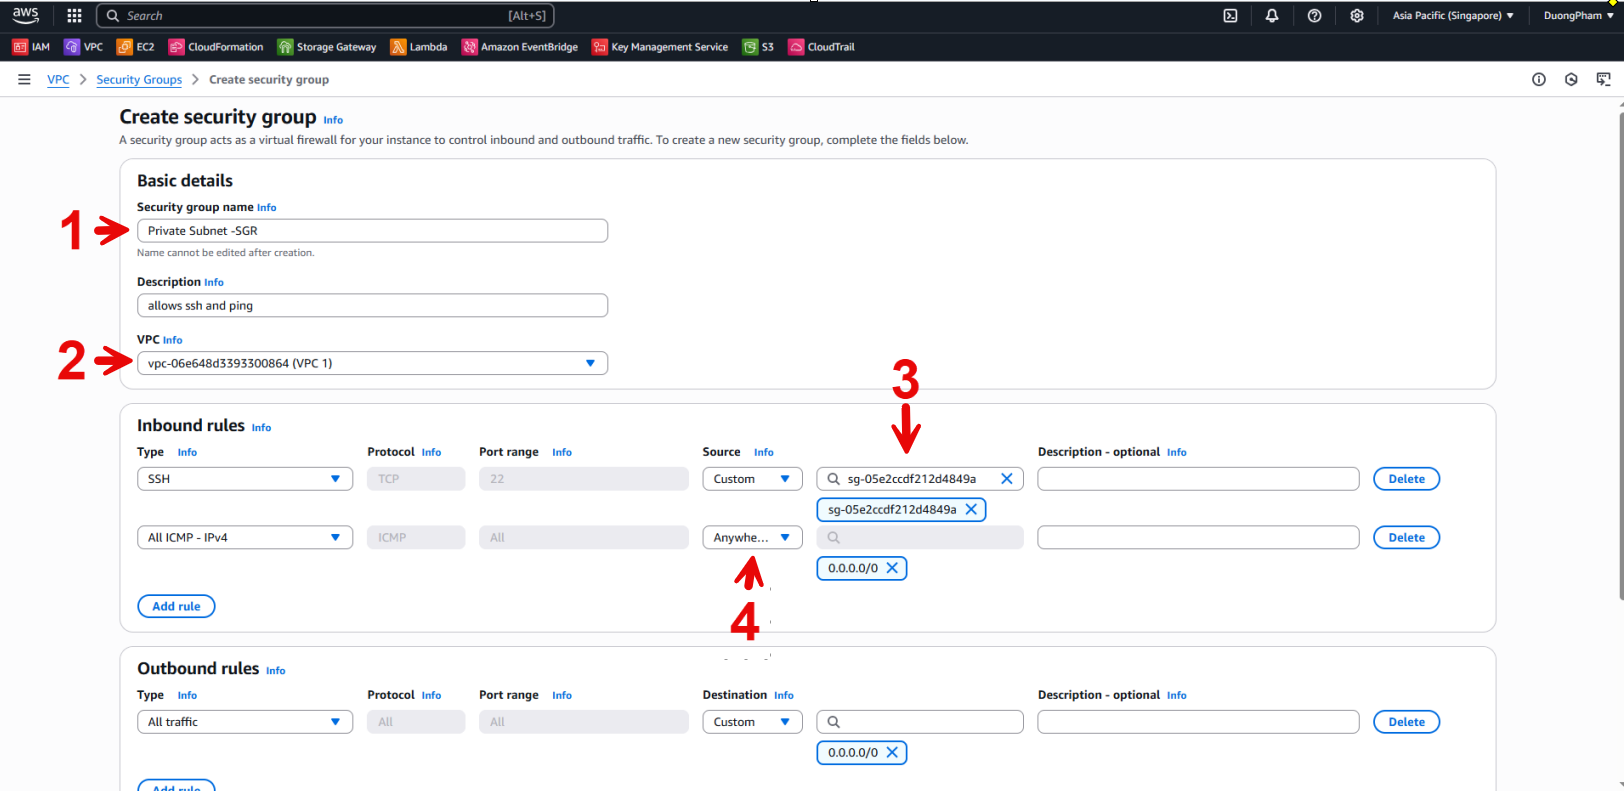 aws Search [Alt+S] Asia Pacific (Singapore) DuongPham
IAM VPC EC2 CloudFormation Storage Gateway Lambda Amazon EventBridge Key Management Service S3 CloudTrail
VPC > Security Groups > Create security group
Create security group Info
A security group acts as a virtual firewall for your instance to control inbound and outbound traffic. To create a new security group, complete the fields below.
Basic details
Security group name Info
1
Private Subnet -SGR
Name cannot be edited after creation.
Description Info
allows ssh and ping
VPC Info
2
vpc-06e648d3393300864 (VPC 1)
3
Inbound rules Info
Type Info Protocol Info Port range Info Source Info Description - optional Info
SSH TCP 22 Custom sg-05e2ccdf212d4849a Delete
sg-05e2ccdf212d4849a
All ICMP - IPv4 ICMP All Anywhe... Delete
0.0.0.0/0
Add rule
4
Outbound rules Info
Type Info Protocol Info Port range Info Destination Info Description - optional Info
All traffic All All Custom Delete
0.0.0.0/0
Add rule